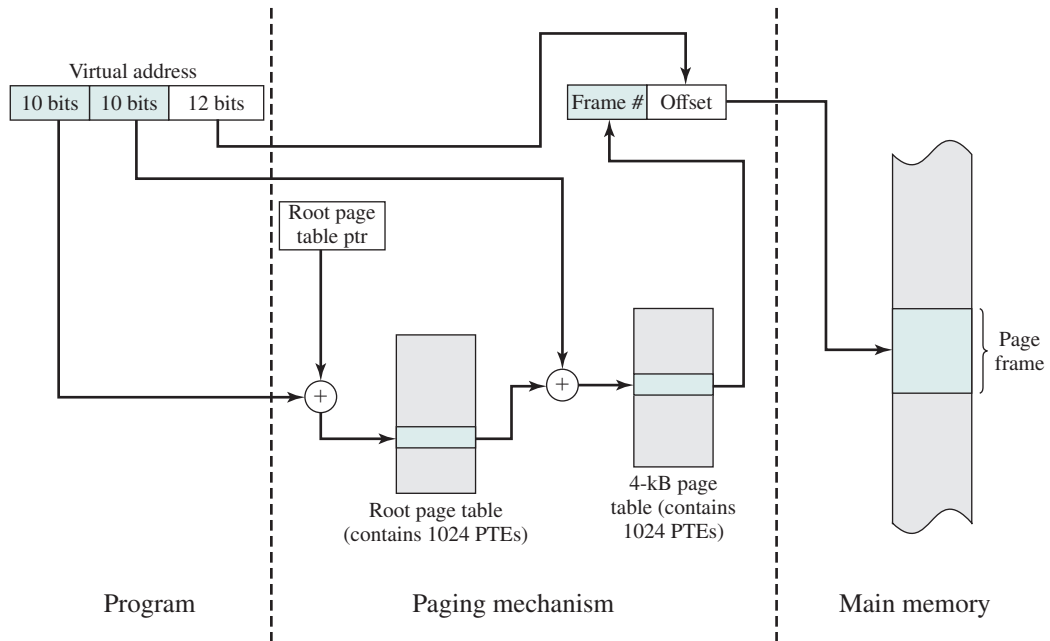 Virtual address
10 bits
10 bits
12 bits
Frame #
Offset
Root page
table ptr
+
+
Page
frame
Root page table
(contains 1024 PTEs)
4-kB page
table (contains
1024 PTEs)
Program
Paging mechanism
Main memory